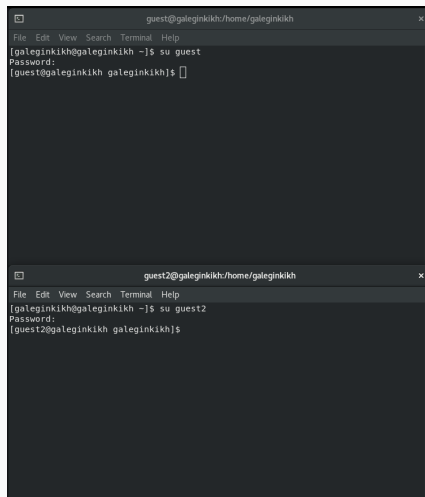 guest@galeginkikh:/home/galeginkikh ×
File Edit View Search Terminal Help
[galeginkikh@galeginkikh ~]$ su guest
Password:
[guest@galeginkikh galeginkikh]$
guest2@galeginkikh:/home/galeginkikh ×
File Edit View Search Terminal Help
[galeginkikh@galeginkikh ~]$ su guest2
Password:
[guest2@galeginkikh galeginkikh]$